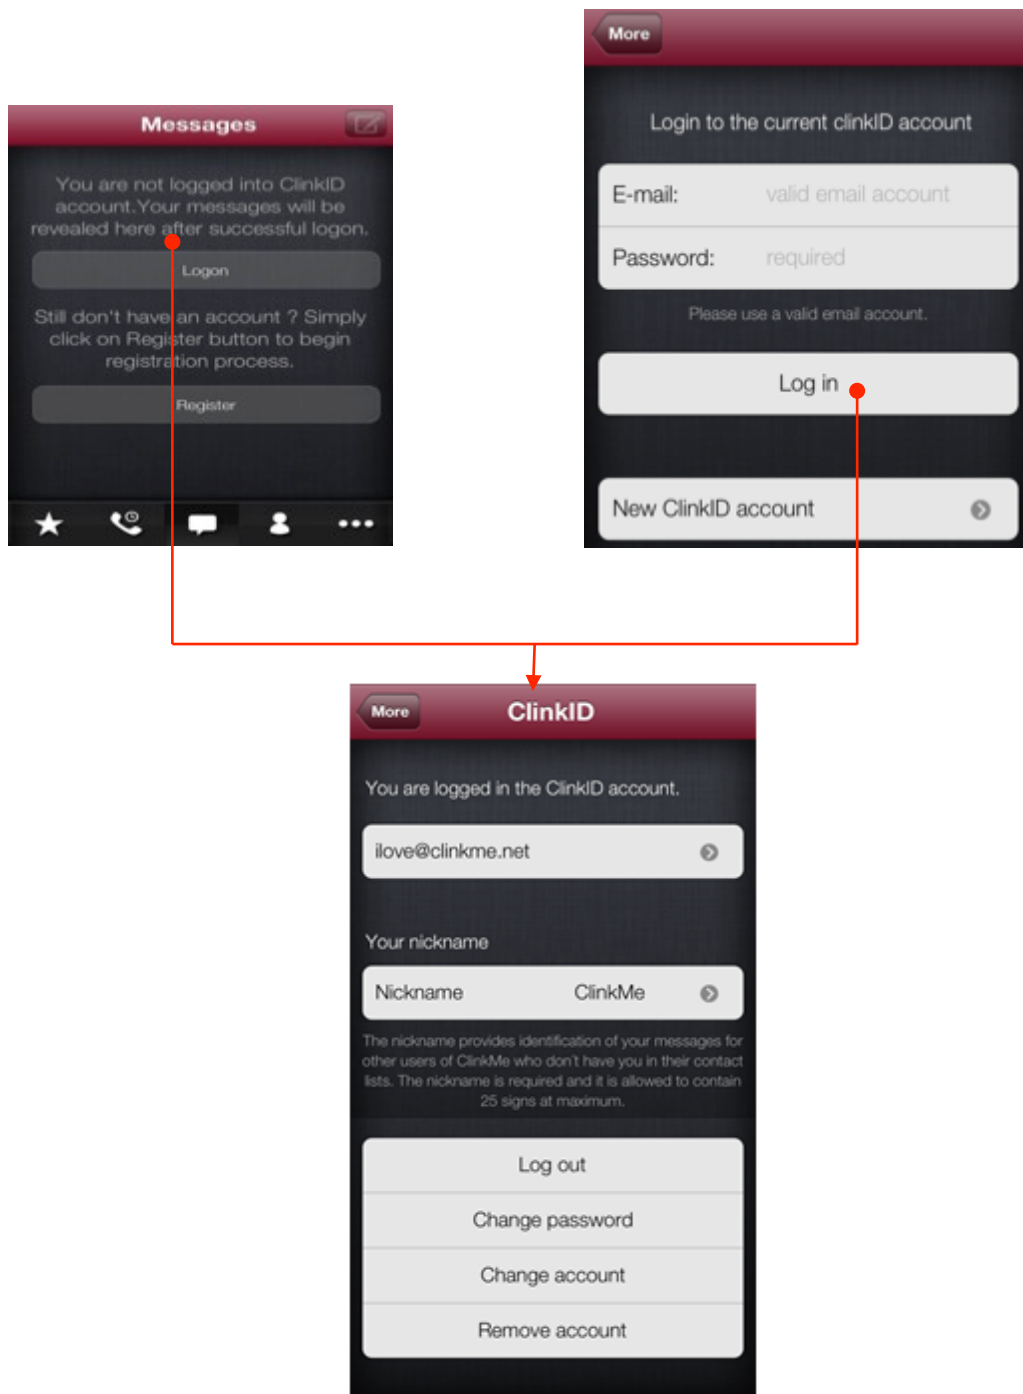 Messages
You are not logged into ClinkID
account.Your messages will be
revealed here after successful logon.
Logon
Still don't have an account ? Simply
click on Register button to begin
registration process.
Register
More
Login to the current clinkID account
E-mail: valid email account
Password: required
Please use a valid email account.
Log in
New ClinkID account
More ClinkID
You are logged in the ClinkID account.
ilove@clinkme.net
Your nickname
Nickname ClinkMe
The nickname provides identification of your messages for
other users of ClinkMe who don't have you in their contact
lists. The nickname is required and it is allowed to contain
25 signs at maximum.
Log out
Change password
Change account
Remove account